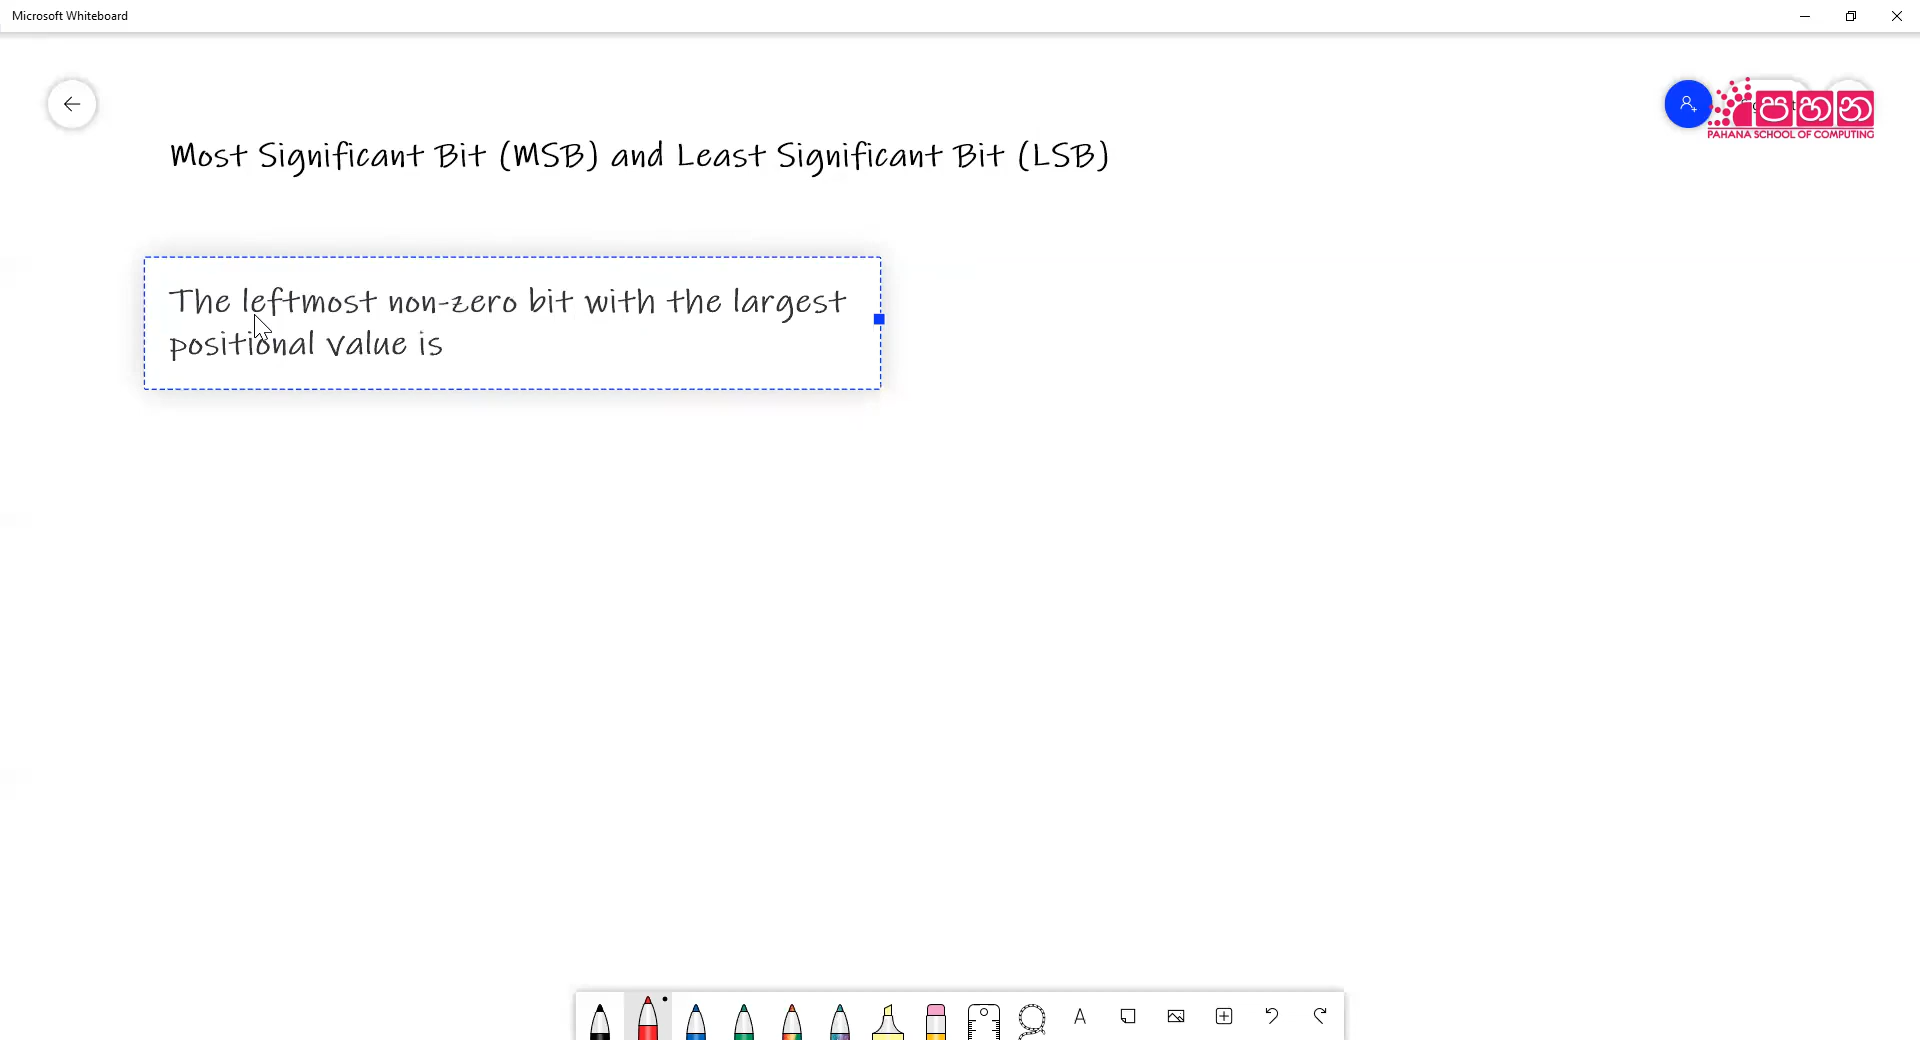 Microsoft Whiteboard
පහන
PAHANA SCHOOL OF COMPUTING
Most Significant Bit (MSB) and Least Significant Bit (LSB)
The leftmost non-zero bit with the largest
positional value is
A